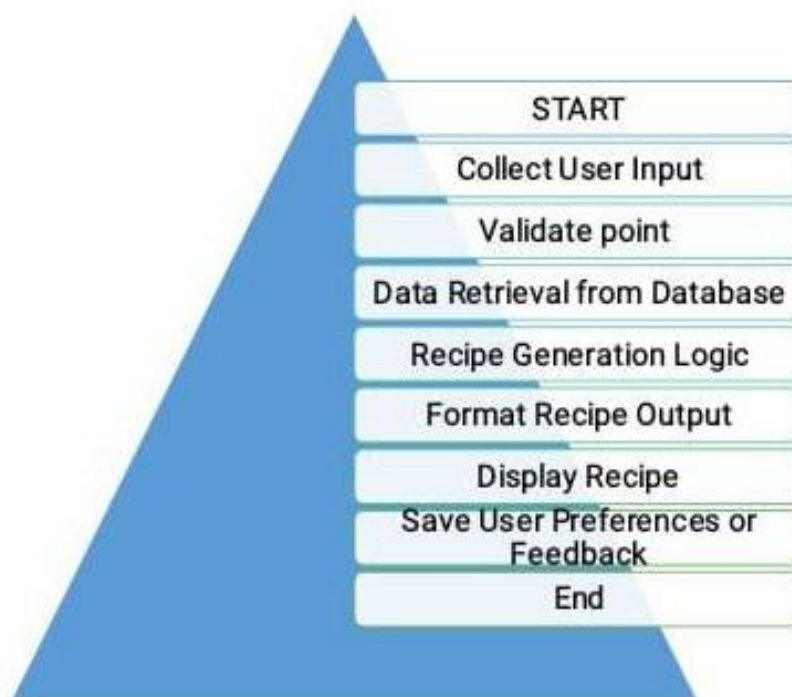 START
Collect User Input
Validate point
Data Retrieval from Database
Recipe Generation Logic
Format Recipe Output
Display Recipe
Save User Preferences or
Feedback
End